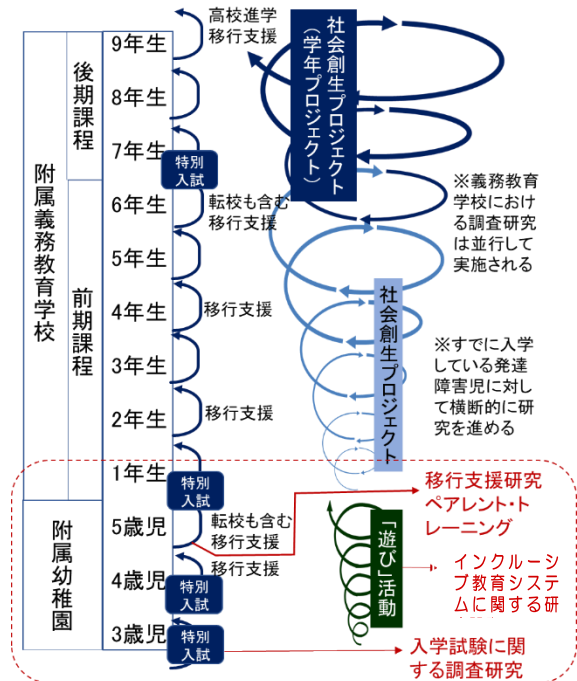 高校進学
移行支援
9年生
8年生
7年生
特別
入試
6年生
転校も含む
移行支援
5年生
4年生
移行支援
3年生
2年生
移行支援
1年生
特別
入試
5歳児
転校も含む
移行支援
4歳児
移行支援
特別
入試
3歳児
特別
入試
後期課程
前期課程
附属義務教育学校
附属幼稚園
社会創生プロジェクト
（学年プロジェクト）
社会創生プロジェクト
「遊び」活動
※義務教育
学校におけ
る調査研究
は並行して
実施される
※すでに入学
している発達
障害児に対し
て横断的に研
究を進める
移行支援研究
ペアレント・ト
レーニング
インクルーシ
ブ教育システ
ムに関する研
入学試験に関
する調査研究